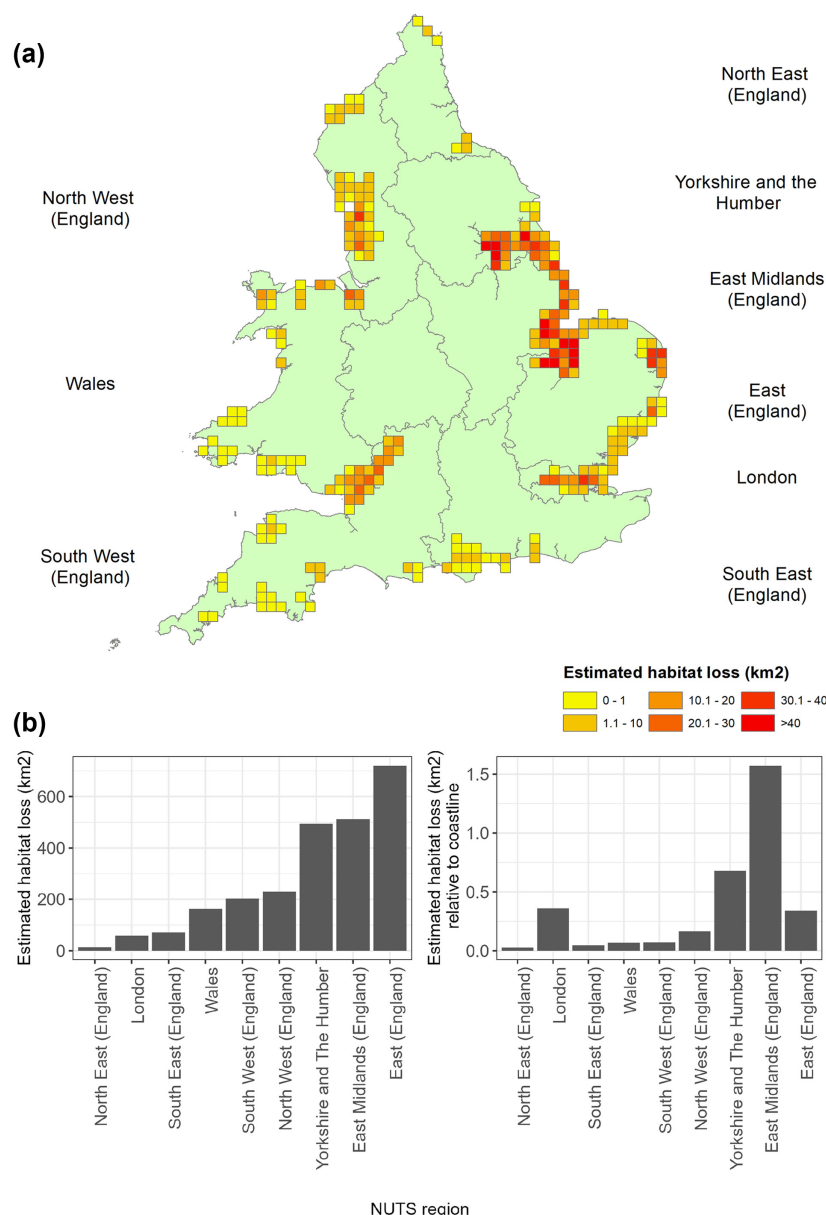 (a)
North East
(England)
Yorkshire and the
Humber
North West
(England)
East Midlands
(England)
Wales
East
(England)
London
South West
(England)
South East
(England)
Estimated habitat loss (km2)
0 - 1
10.1 - 20
30.1 - 40
1.1 - 10
20.1 - 30
>40
(b)
Estimated habitat loss (km2)
600
400
200
0
North East (England)
London
South East (England)
Wales
South West (England)
North West (England)
Yorkshire and The Humber
East Midlands (England)
East (England)
Estimated habitat loss (km2)
relative to coastline
1.5
1.0
0.5
0.0
North East (England)
London
South East (England)
Wales
South West (England)
North West (England)
Yorkshire and The Humber
East Midlands (England)
East (England)
NUTS region